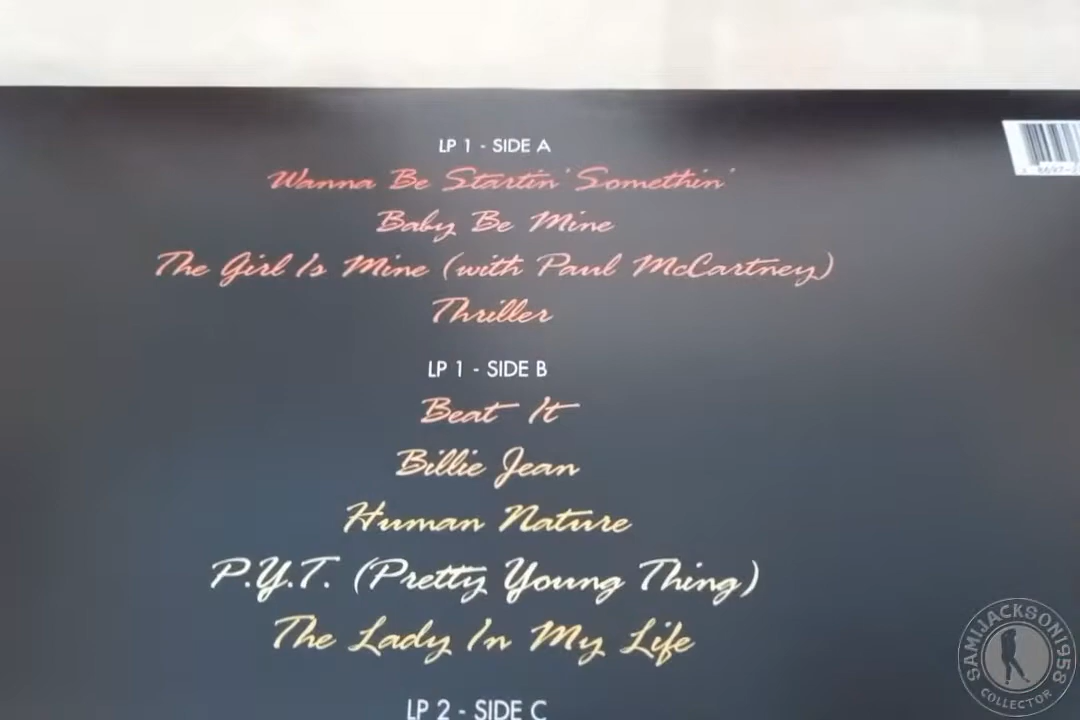 LP 1 - SIDE A
Wanna Be Startin' Somethin'
Baby Be Mine
The Girl Is Mine (with Paul McCartney)
Thriller
LP 1 - SIDE B
Beat It
Billie Jean
Human Nature
P.Y.T. (Pretty Young Thing)
The Lady In My Life
LP 2 - SIDE C
SAMIJACKSON1958
COLLECTOR